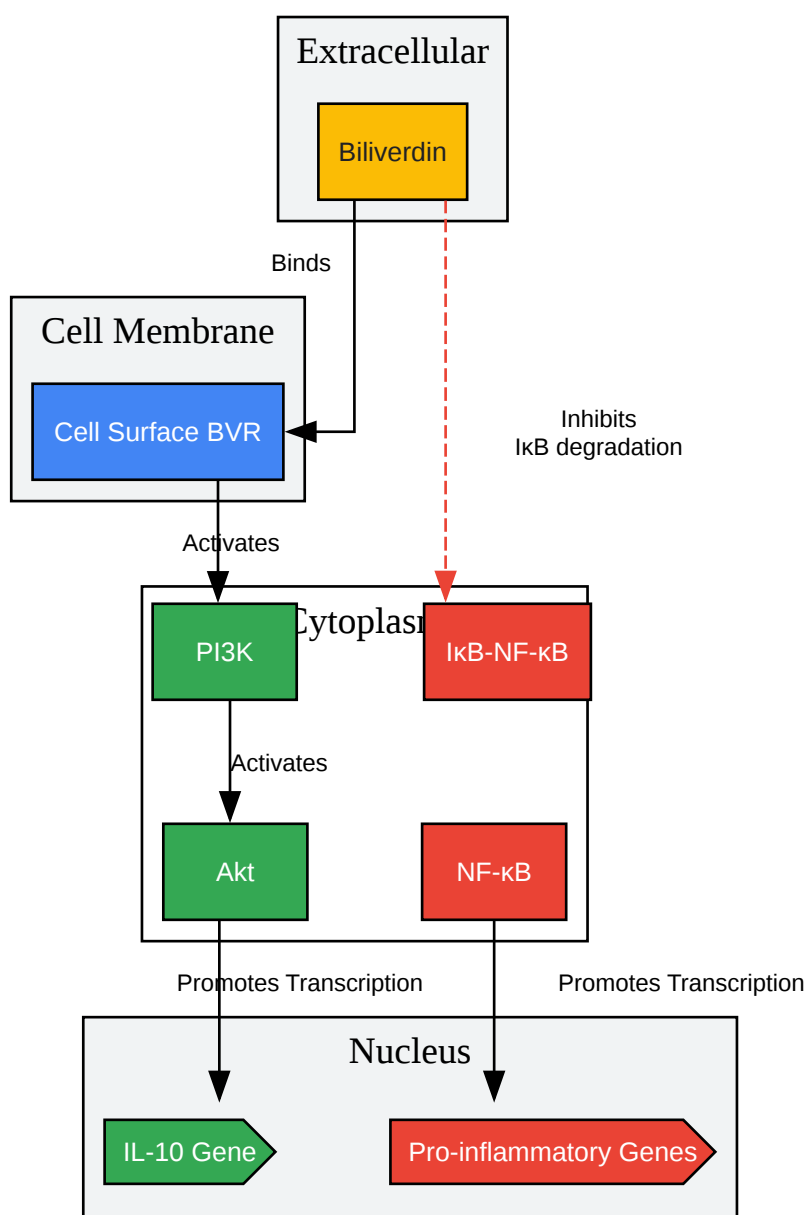 Extracellular
Biliverdin
Binds
Cell Membrane
Cell Surface BVR
Inhibits
IκB degradation
Activates
Cytoplasm
PI3K
IκB-NF-κB
Activates
Akt
NF-κB
Promotes Transcription
Promotes Transcription
Nucleus
IL-10 Gene
Pro-inflammatory Genes